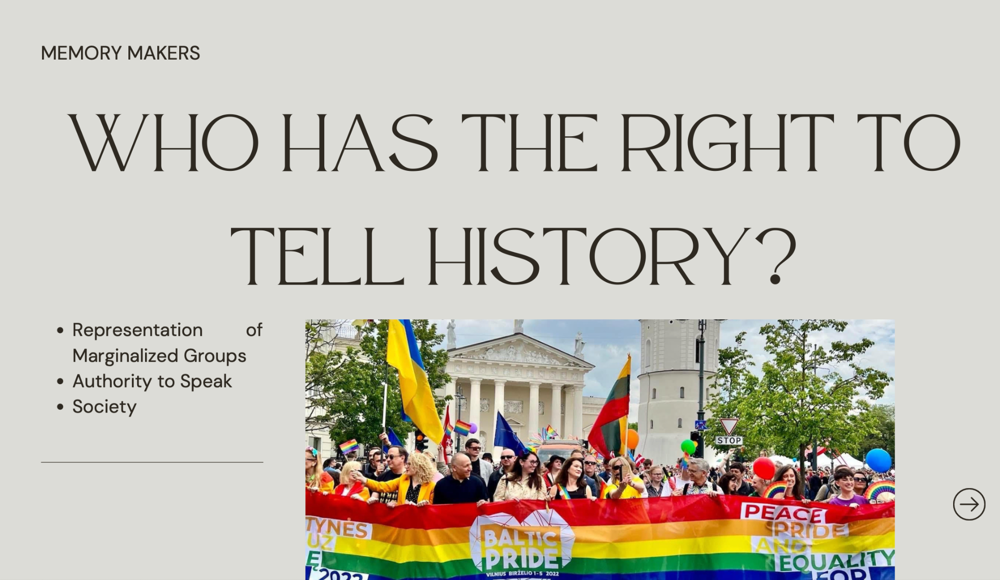 MEMORY MAKERS
WHO HAS THE RIGHT TO
TELL HISTORY?
• Representation of
Marginalized Groups
• Authority to Speak
• Society
STOP
TYNĖS
UŽ
Ę
2022
BALTIC
PRIDE
VILNIUS BIRŽELIO 1-5 2022
PEACE
PRIDE
AND
EQUALITY
FOR